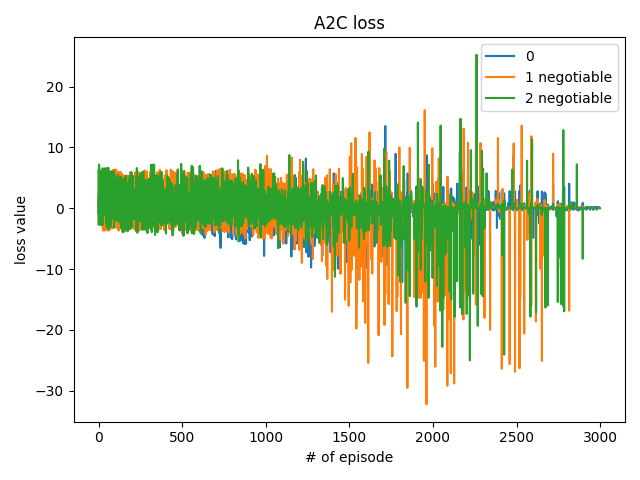 A2C loss
0
1 negotiable
2 negotiable
20
10
0
−10
−20
−30
loss value
0
500
1000
1500
2000
2500
3000
# of episode